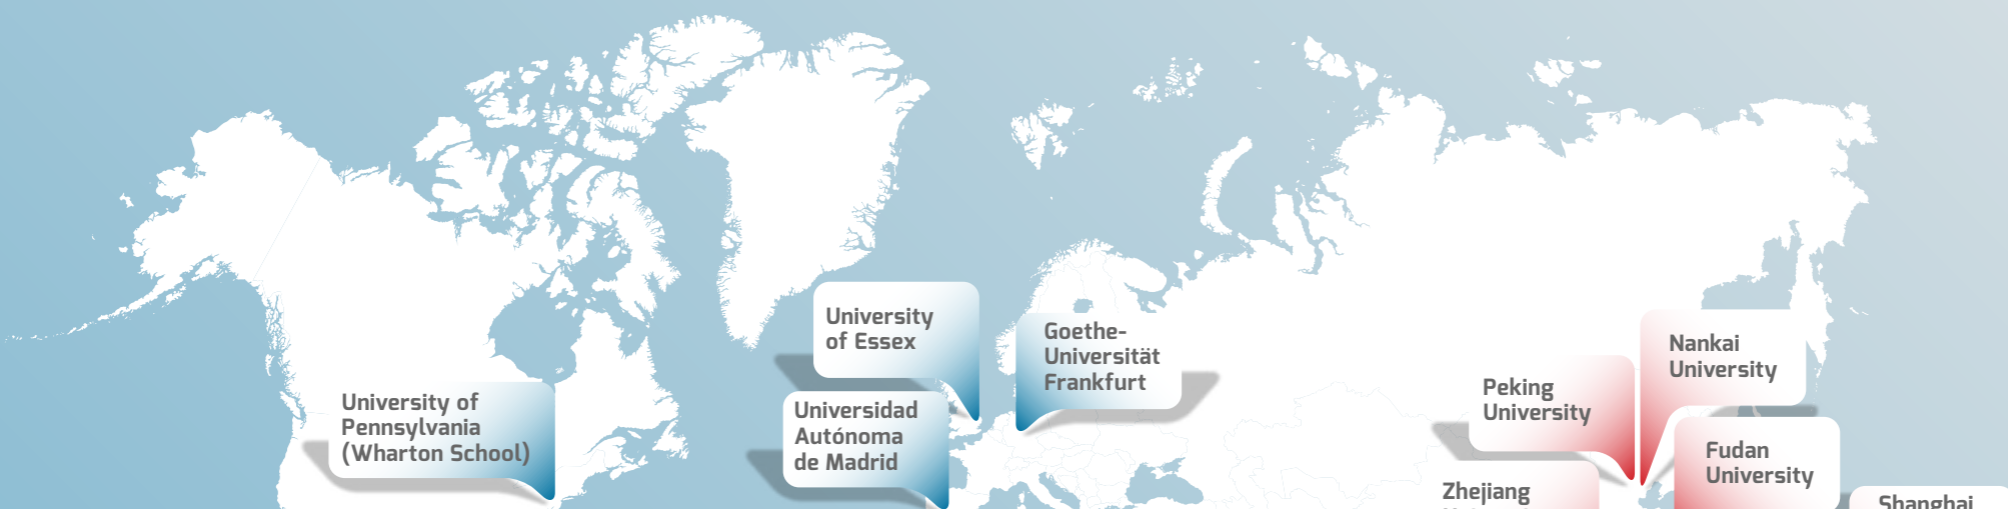 University
of Essex
Goethe-
Universität
Frankfurt
Nankai
University
Peking
University
University of
Pennsylvania
(Wharton School)
Universidad
Autónoma
de Madrid
Fudan
University
Zhejiang
Shanghai